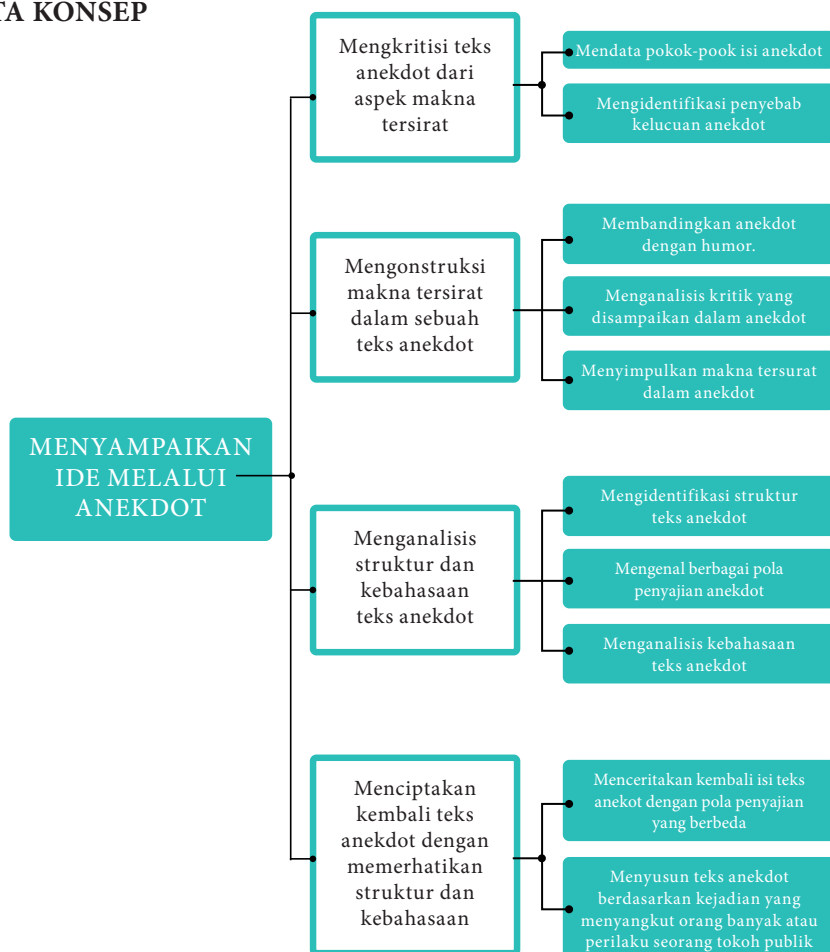 TA KONSEP
Mengkritisi teks
anekdot dari
aspek makna
tersirat
Mendata pokok-pook isi anekdot
Mengidentifikasi penyebab
kelucuan anekdot
Mengonstruksi
makna tersirat
dalam sebuah
teks anekdot
Membandingkan anekdot
dengan humor.
Menganalisis kritik yang
disampaikan dalam anekdot
Menyimpulkan makna tersurat
dalam anekdot
MENYAMPAIKAN
IDE MELALUI
ANEKDOT
Menganalisis
struktur dan
kebahasaan
teks anekdot
Mengidentifikasi struktur
teks anekdot
Mengenal berbagai pola
penyajian anekdot
Menganalisis kebahasaan
teks anekdot
Menciptakan
kembali teks
anekdot dengan
memerhatikan
struktur dan
kebahasaan
Menceritakan kembali isi teks
anekot dengan pola penyajian
yang berbeda
Menyusun teks anekdot
berdasarkan kejadian yang
menyangkut orang banyak atau
perilaku seorang tokoh publik